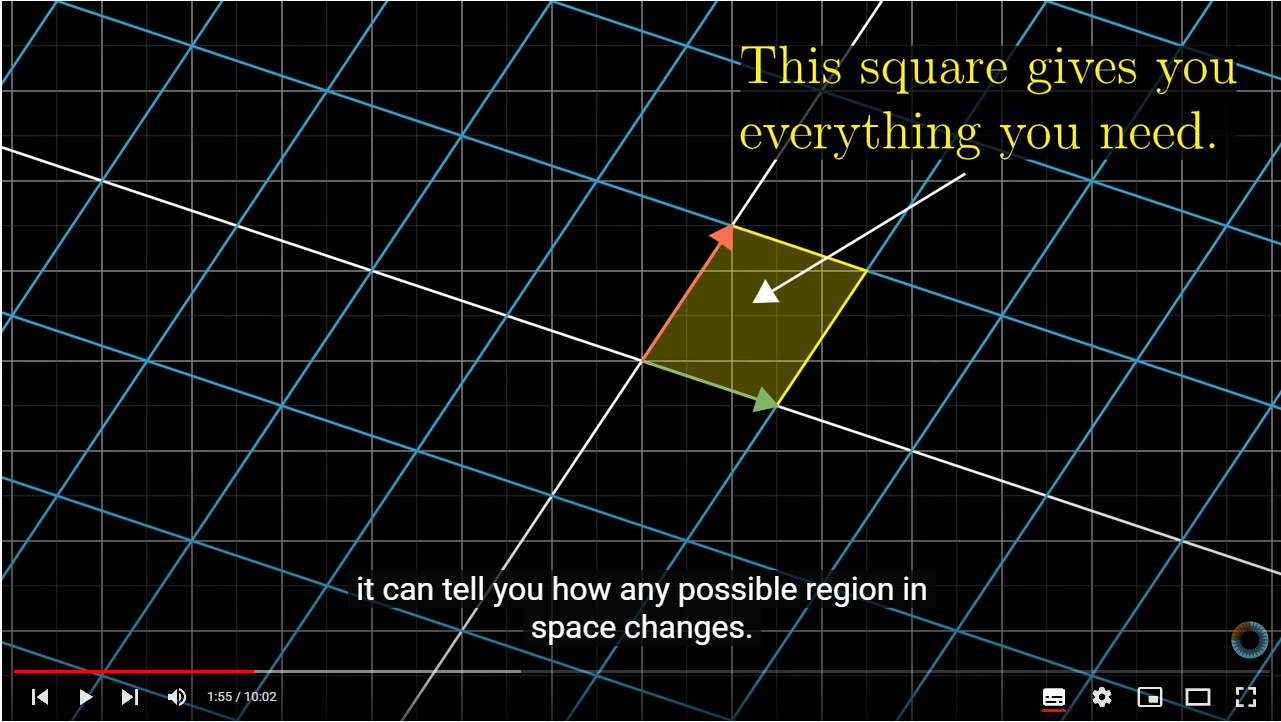 This square gives you
everything you need.
it can tell you how any possible region in
space changes.
1:55 / 10:02